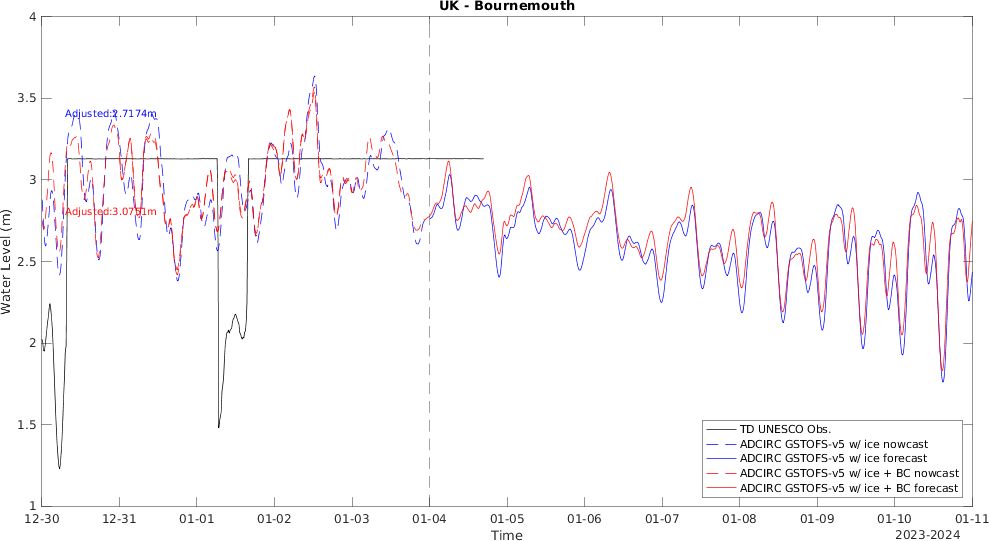 UK - Bournemouth
4
3.5
3
2.5
2
1.5
1
Water Level (m)
Adjusted:2.7174m
Adjusted:3.0751m
TD UNESCO Obs.
ADCIRC GSTOFS-v5 w/ ice nowcast
ADCIRC GSTOFS-v5 w/ ice forecast
ADCIRC GSTOFS-v5 w/ ice + BC nowcast
ADCIRC GSTOFS-v5 w/ ice + BC forecast
12-30 12-31 01-01 01-02 01-03 01-04 01-05 01-06 01-07 01-08 01-09 01-10 01-11
Time
2023-2024